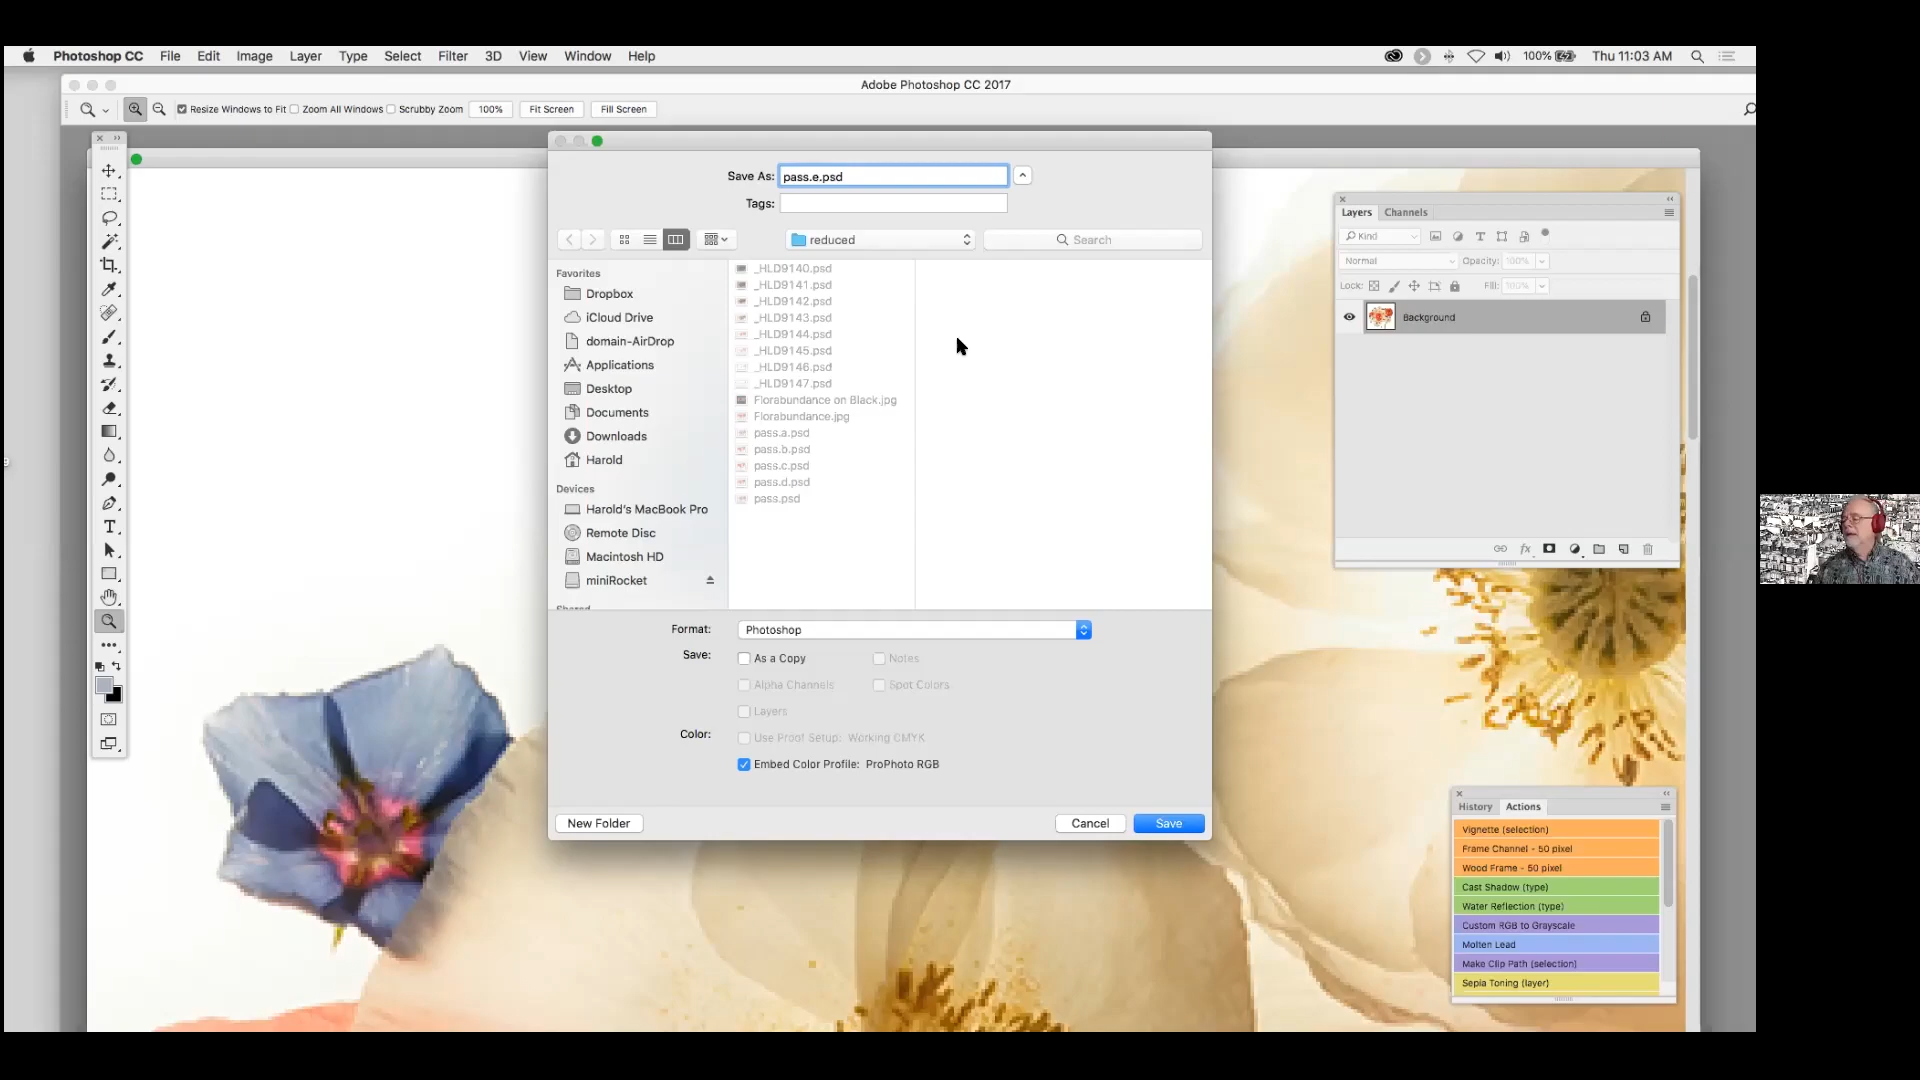 Photoshop CC File Edit Image Layer Type Select Filter 3D View Window Help 100% Thu 11:03 AM
Adobe Photoshop CC 2017
Resize Windows to Fit Zoom All Windows Scrubby Zoom 100% Fit Screen Fill Screen
Save As: pass.e.psd
Tags:
reduced
Search
Favorites
Dropbox
iCloud Drive
domain-AirDrop
Applications
Desktop
Documents
Downloads
Harold
Devices
Harold's MacBook Pro
Remote Disc
Macintosh HD
miniRocket
Shared
_HLD9140.psd
_HLD9141.psd
_HLD9142.psd
_HLD9143.psd
_HLD9144.psd
_HLD9145.psd
_HLD9146.psd
_HLD9147.psd
Florabundance on Black.jpg
Florabundance.jpg
pass.a.psd
pass.b.psd
pass.c.psd
pass.d.psd
pass.psd
Format: Photoshop
Save: As a Copy Notes
Alpha Channels Spot Colors
Layers
Color: Use Proof Setup: Working CMYK
Embed Color Profile: ProPhoto RGB
New Folder Cancel Save
Layers Channels
Kind
Normal Opacity: 100%
Lock: Fill: 100%
Background
fx
History Actions
Vignette (selection)
Frame Channel - 50 pixel
Wood Frame - 50 pixel
Cast Shadow (type)
Water Reflection (type)
Custom RGB to Grayscale
Molten Lead
Make Clip Path (selection)
Sepia Toning (layer)